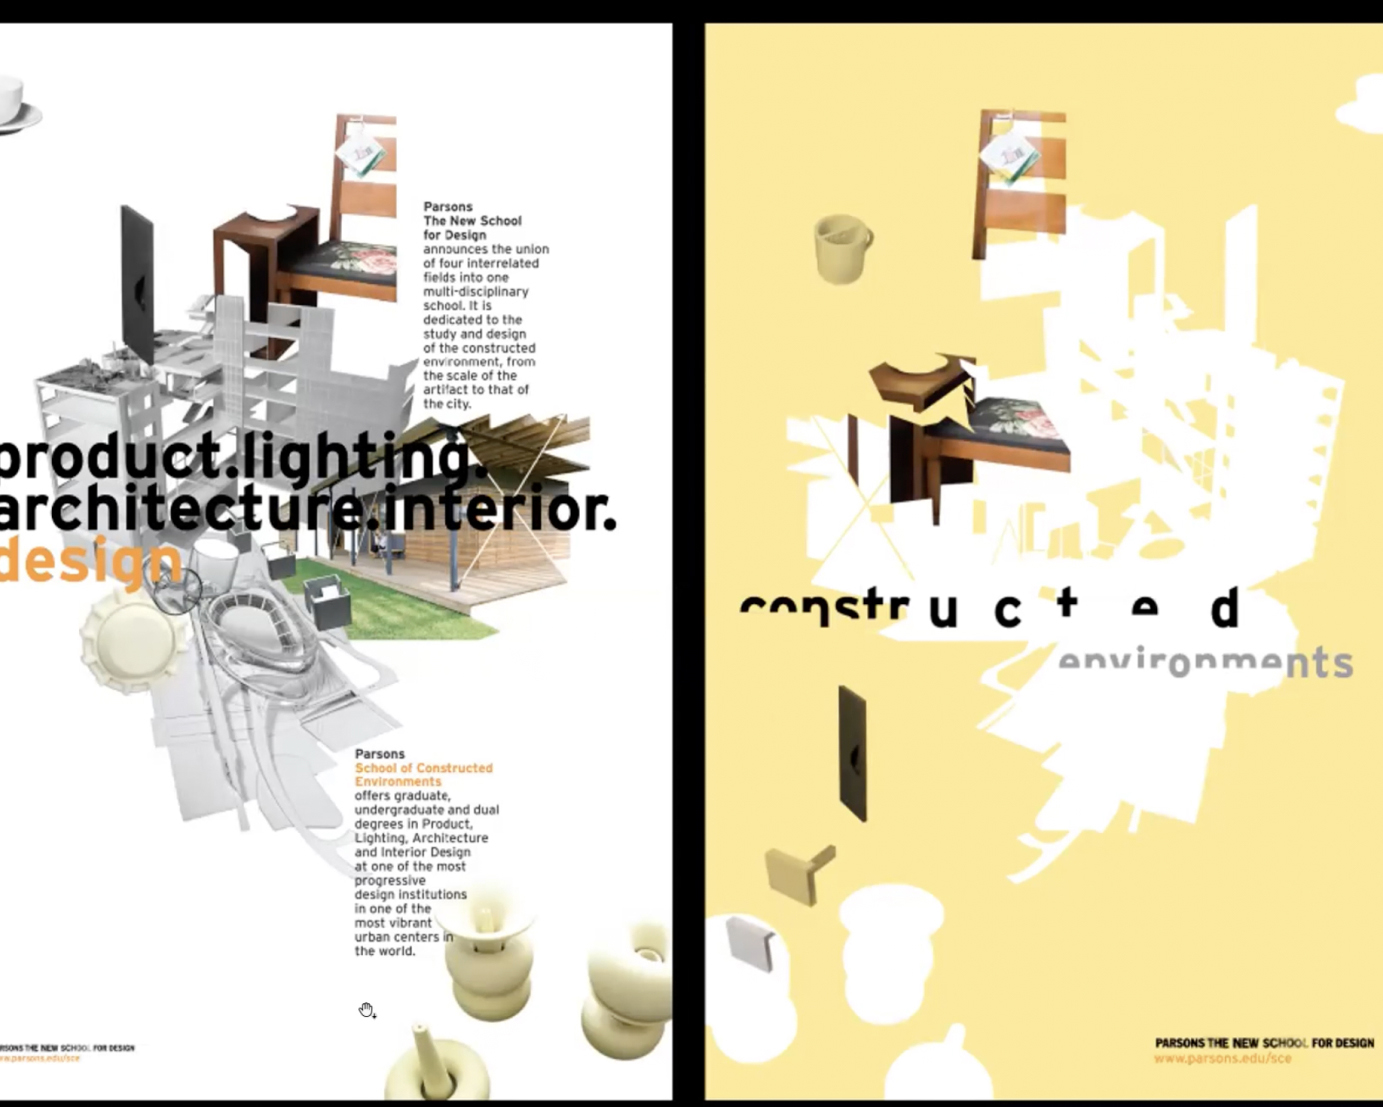 Parsons
The New School
for Design
announces the union
of four interrelated
fields into one
multi-disciplinary
school. It is
dedicated to the
study and design
of the constructed
environment, from
the scale of the
artifact to that of
the city.
product.lighting.
architecture.interior.
design
Parsons
School of Constructed
Environments
offers graduate,
undergraduate and dual
degrees in Product,
Lighting, Architecture
and Interior Design
at one of the most
progressive
design institutions
in one of the
most vibrant
urban centers in
the world.
RSONS THE NEW SCHOOL FOR DESIGN
ww.parsons.edu/sce
constructed
environments
PARSONS THE NEW SCHOOL FOR DESIGN
www.parsons.edu/sce